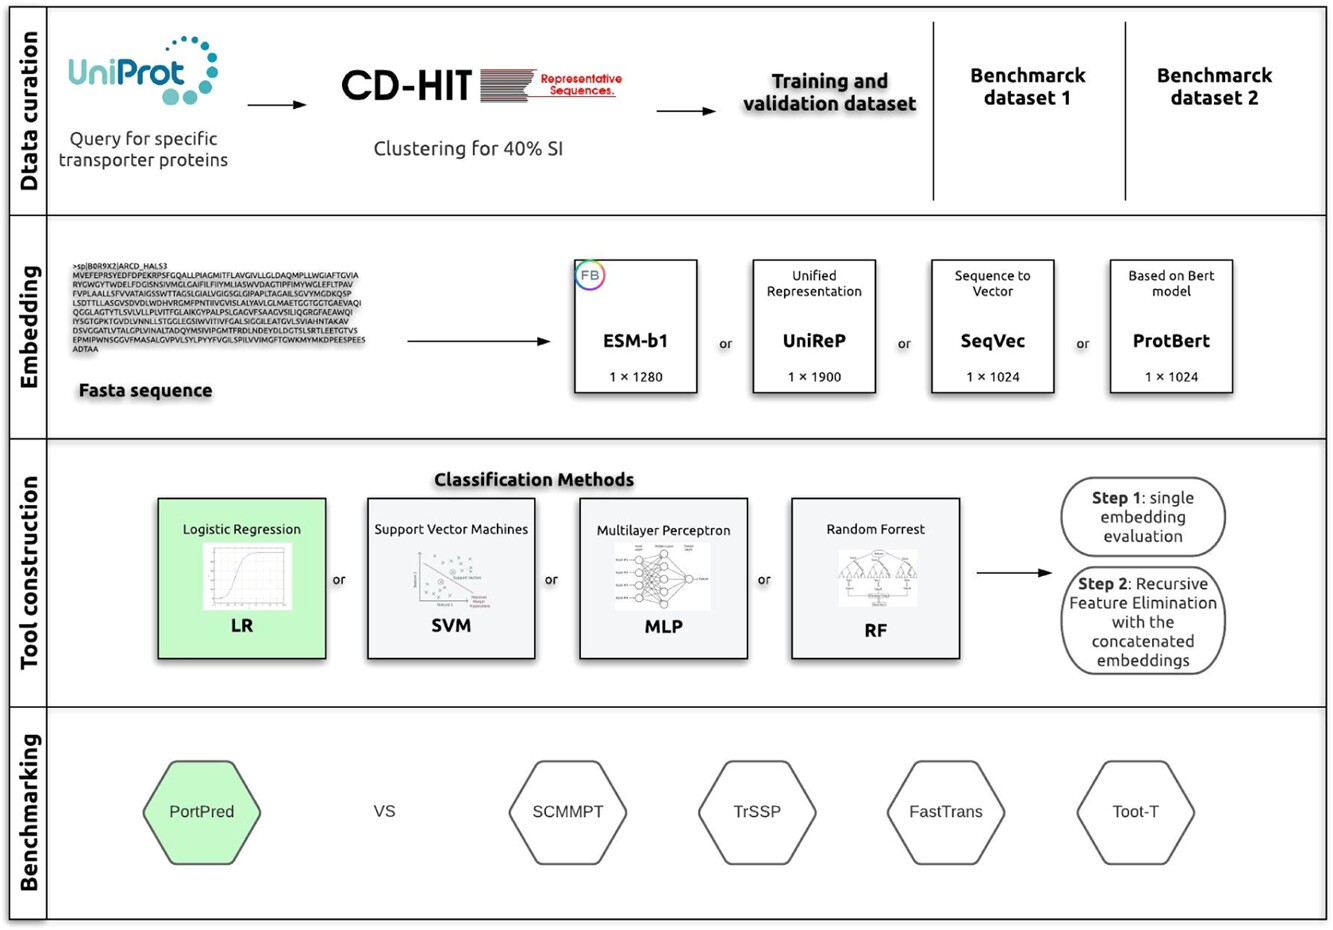 Dtata curation
UniProt
Query for specific
transporter proteins
CD-HIT
Representative
Sequences.
Clustering for 40% SI
Training and
validation dataset
Benchmarck
dataset 1
Benchmarck
dataset 2
Embedding
>sp|B0R9X2|ARCD_HALS3
MVEFEPRSYEDFDPEKRPSFGQALLPIAGMITFLAVGIVLLGLDAQMPLLWGIAFTGVIA
RYGWGYTWDELFDGISNSIVMGLGAIFILFIIYMLIASWVDAGTIPFIMYWGLEFLTPAV
FVPLAALLSFVVATAIGSSWTTAGSLGIALVGIGSGLGIPAPLTAGAILSGVYMGDKQSP
LSDTTLLASGVSDVDLWDHVRGMFPNTIIVGVISLALYAVLGLMAETGGTGGTGAEVAQI
QGGLAGTYTLSVLVLLPLVITFGLAIKGYPALPSLGAGVFSAAGVSILIQGRGFAEAWQI
IYSGTGPKTGVDLVNNLLSTGGLEGSIWVITIVFGALSIGGILEATGVLSVIAHNTAKAV
DSVGGATLVTALGPLVINALTADQYMSIVIPGMTFRDLNDEYDLDGTSLSRTLEETGTVS
EPMIPWNSGGVFMASALGVPVLSYLPYYFVGILSPILVVIMGFTGWKMYMKDPEESPEES
ADTAA
Fasta sequence
FB
ESM-b1
1 × 1280
or
Unified
Representation
UniReP
1 × 1900
or
Sequence to
Vector
SeqVec
1 × 1024
or
Based on Bert
model
ProtBert
1 × 1024
Tool construction
Classification Methods
Logistic Regression
LR
or
Support Vector Machines
Support Vectors
SVM
or
Multilayer Perceptron
MLP
or
Random Forrest
RF
Step 1: single
embedding
evaluation
Step 2: Recursive
Feature Elimination
with the
concatenated
embeddings
Benchmarking
PortPred
VS
SCMMPT
TrSSP
FastTrans
Toot-T